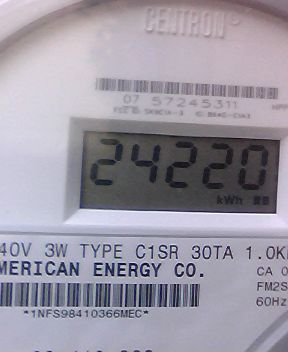 CENTRON®
07 57245311
24220
kWh
40V 3W TYPE C1SR 30TA 1.0K
MERICAN ENERGY CO.
CA 0
FM2S
60Hz
*1NFS98410366MEC*